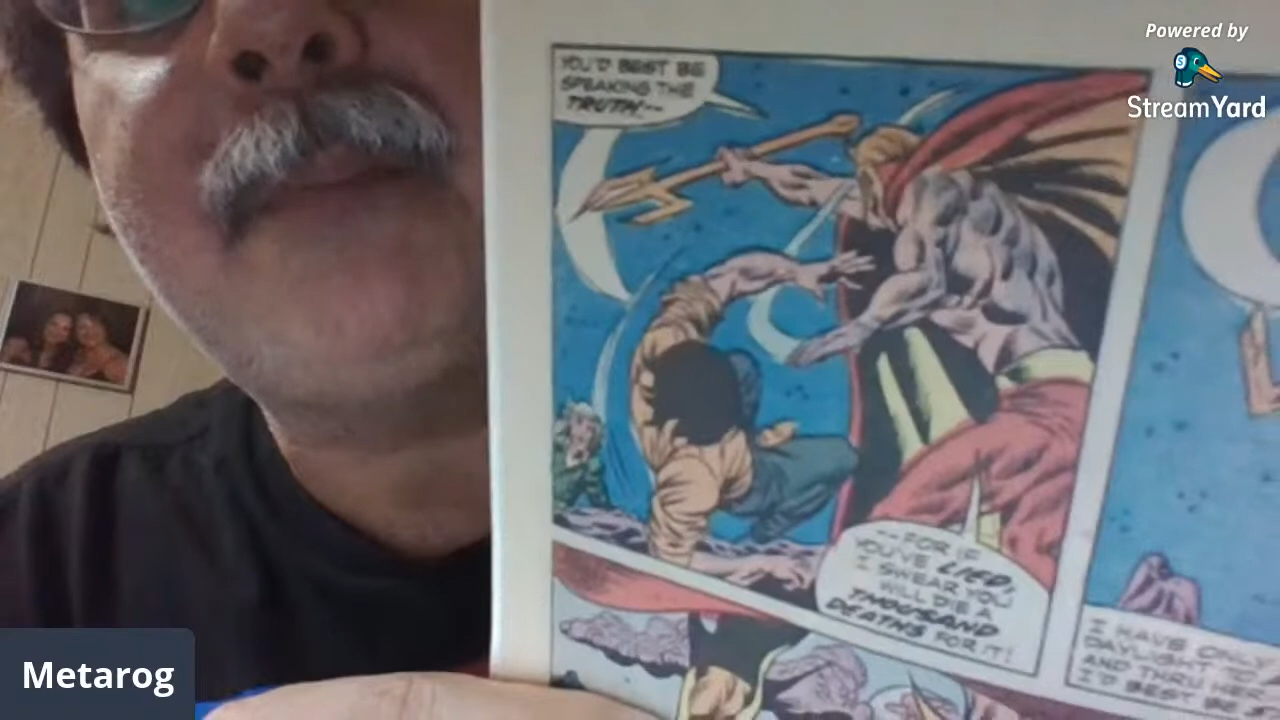 YOU'D BEST BE
SPEAKING THE
TRUTH!--
--FOR IF
YOU'VE LIED,
I SWEAR YOU
WILL DIE A
THOUSAND
DEATHS FOR IT!
I HAVE ONLY
DAYLIGHT TO
AND THRU HER
I'D BEST BE
Powered by
StreamYard
Metarog